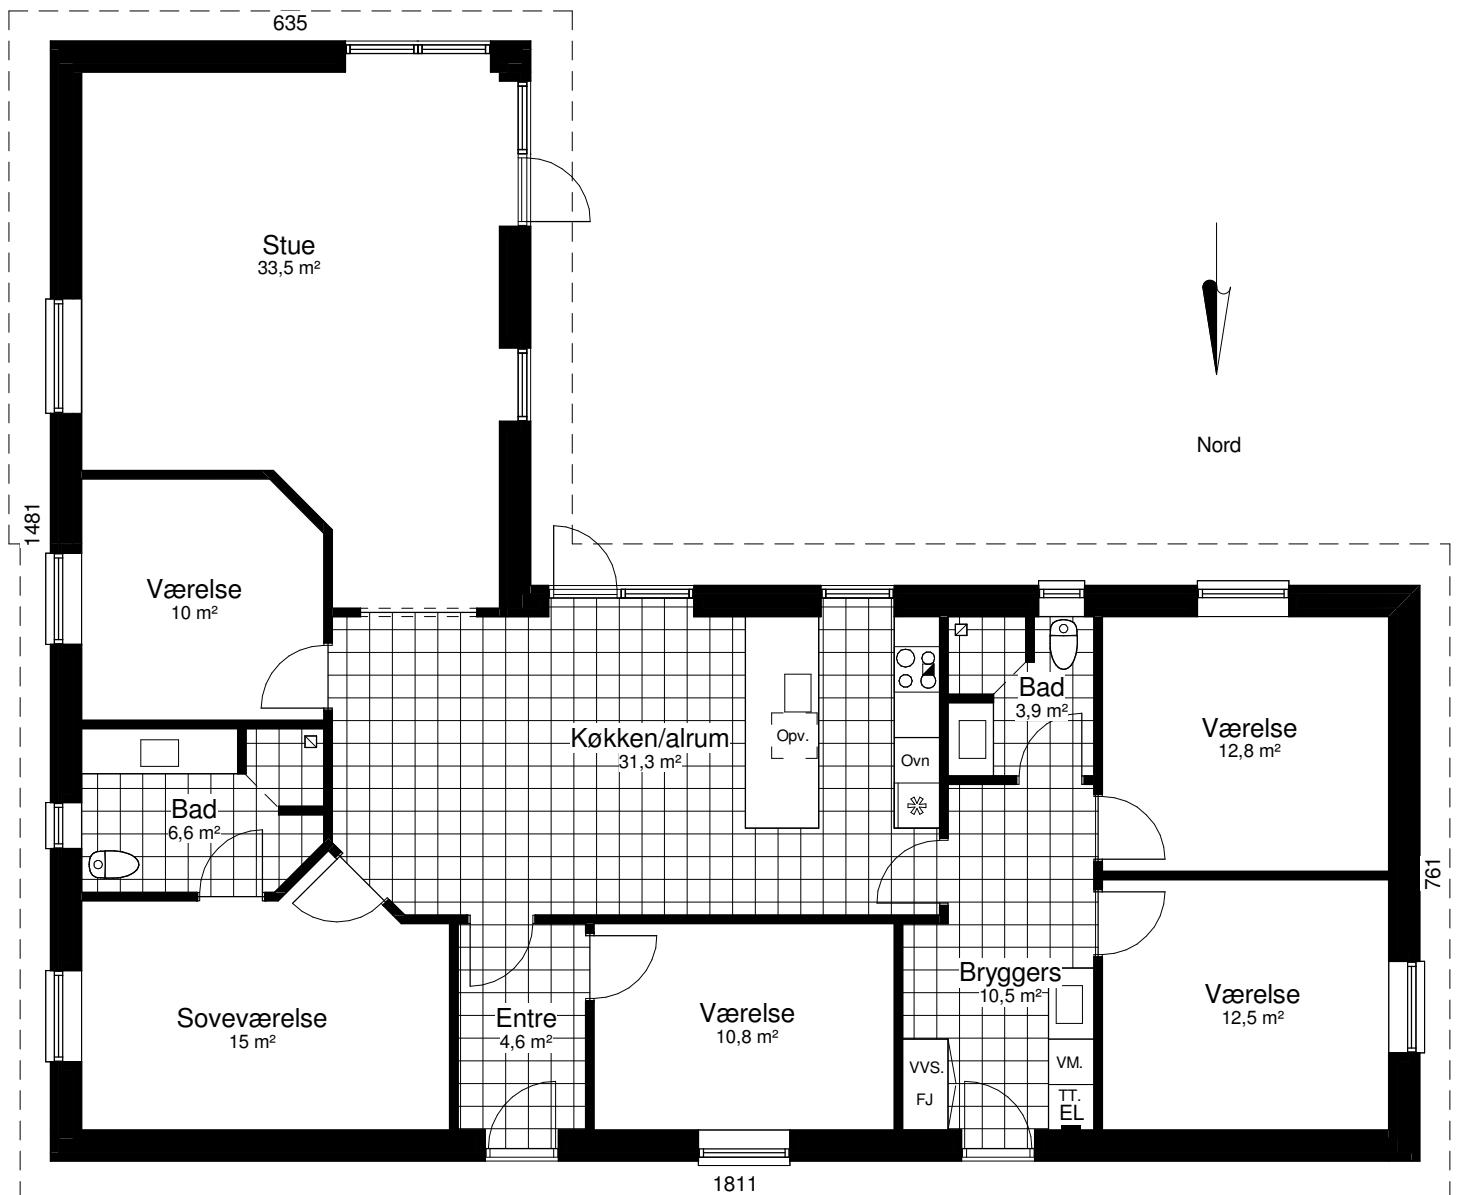 635
Stue
33,5 m²
Nord
1481
Værelse
10 m²
Køkken/alrum
31,3 m²
Opv.
Ovn
Bad
3,9 m²
Værelse
12,8 m²
Bad
6,6 m²
761
Soveværelse
15 m²
Entre
4,6 m²
Værelse
10,8 m²
Bryggers
10,5 m²
Værelse
12,5 m²
VVS.
FJ
VM.
TT.
EL
1811